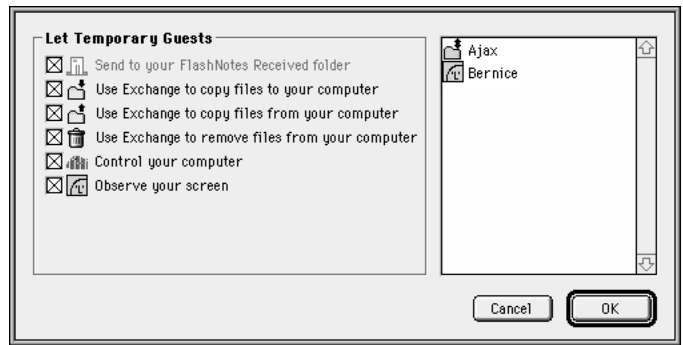 Let Temporary Guests
Send to your FlashNotes Received folder
Use Exchange to copy files to your computer
Use Exchange to copy files from your computer
Use Exchange to remove files from your computer
Control your computer
Observe your screen
Ajax
Bernice
Cancel
OK